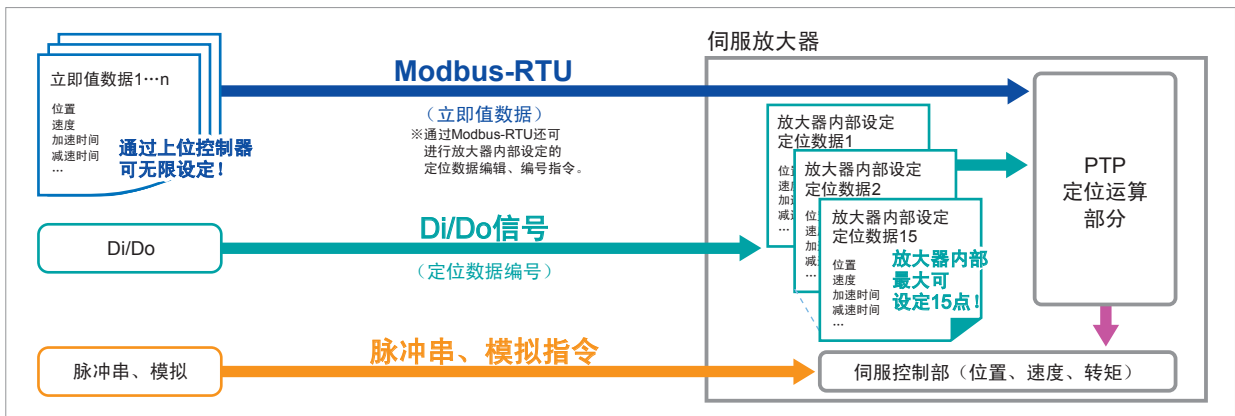 立即值数据1…n
位置
速度
加速时间
减速时间
…
通过上位控制器
可无限设定！
Modbus-RTU
（立即值数据）
※通过Modbus-RTU还可
进行放大器内部设定的
定位数据编辑、编号指令。
伺服放大器
放大器内部设定
定位数据1
位
速
加
减
…
放大器内部设定
定位数据2
位
速
加
减
…
放大器内部设定
定位数据15
位置
速度
加速时间
减速时间
…
放大器内部
最大可
设定15点！
PTP
定位运算
部分
Di/Do
Di/Do信号
（定位数据编号）
脉冲串、模拟
脉冲串、模拟指令
伺服控制部（位置、速度、转矩）